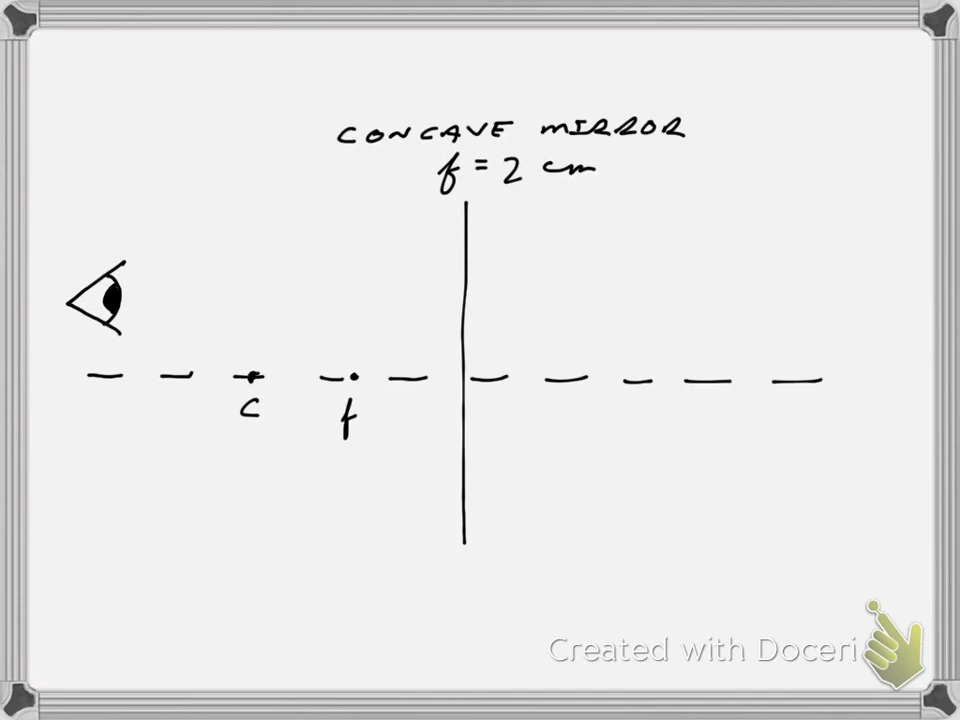 CONCAVE MIRROR
f = 2 cm
C
f
Created with Doceri